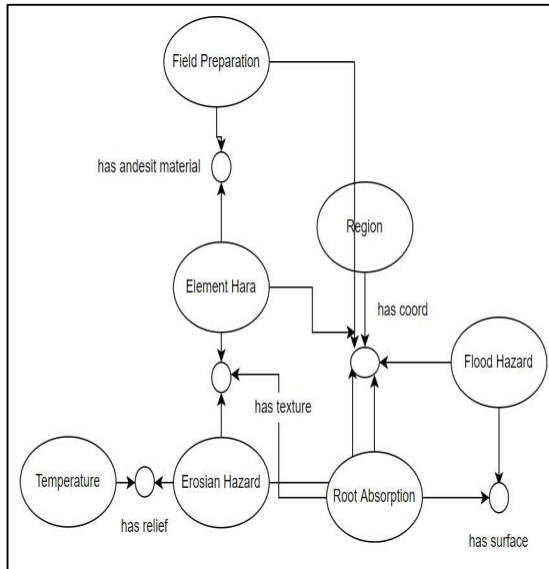 Field Preparation
has andesit material
Region
Element Hara
has coord
Flood Hazard
has texture
Temperature
Erosian Hazard
Root Absorption
has relief
has surface